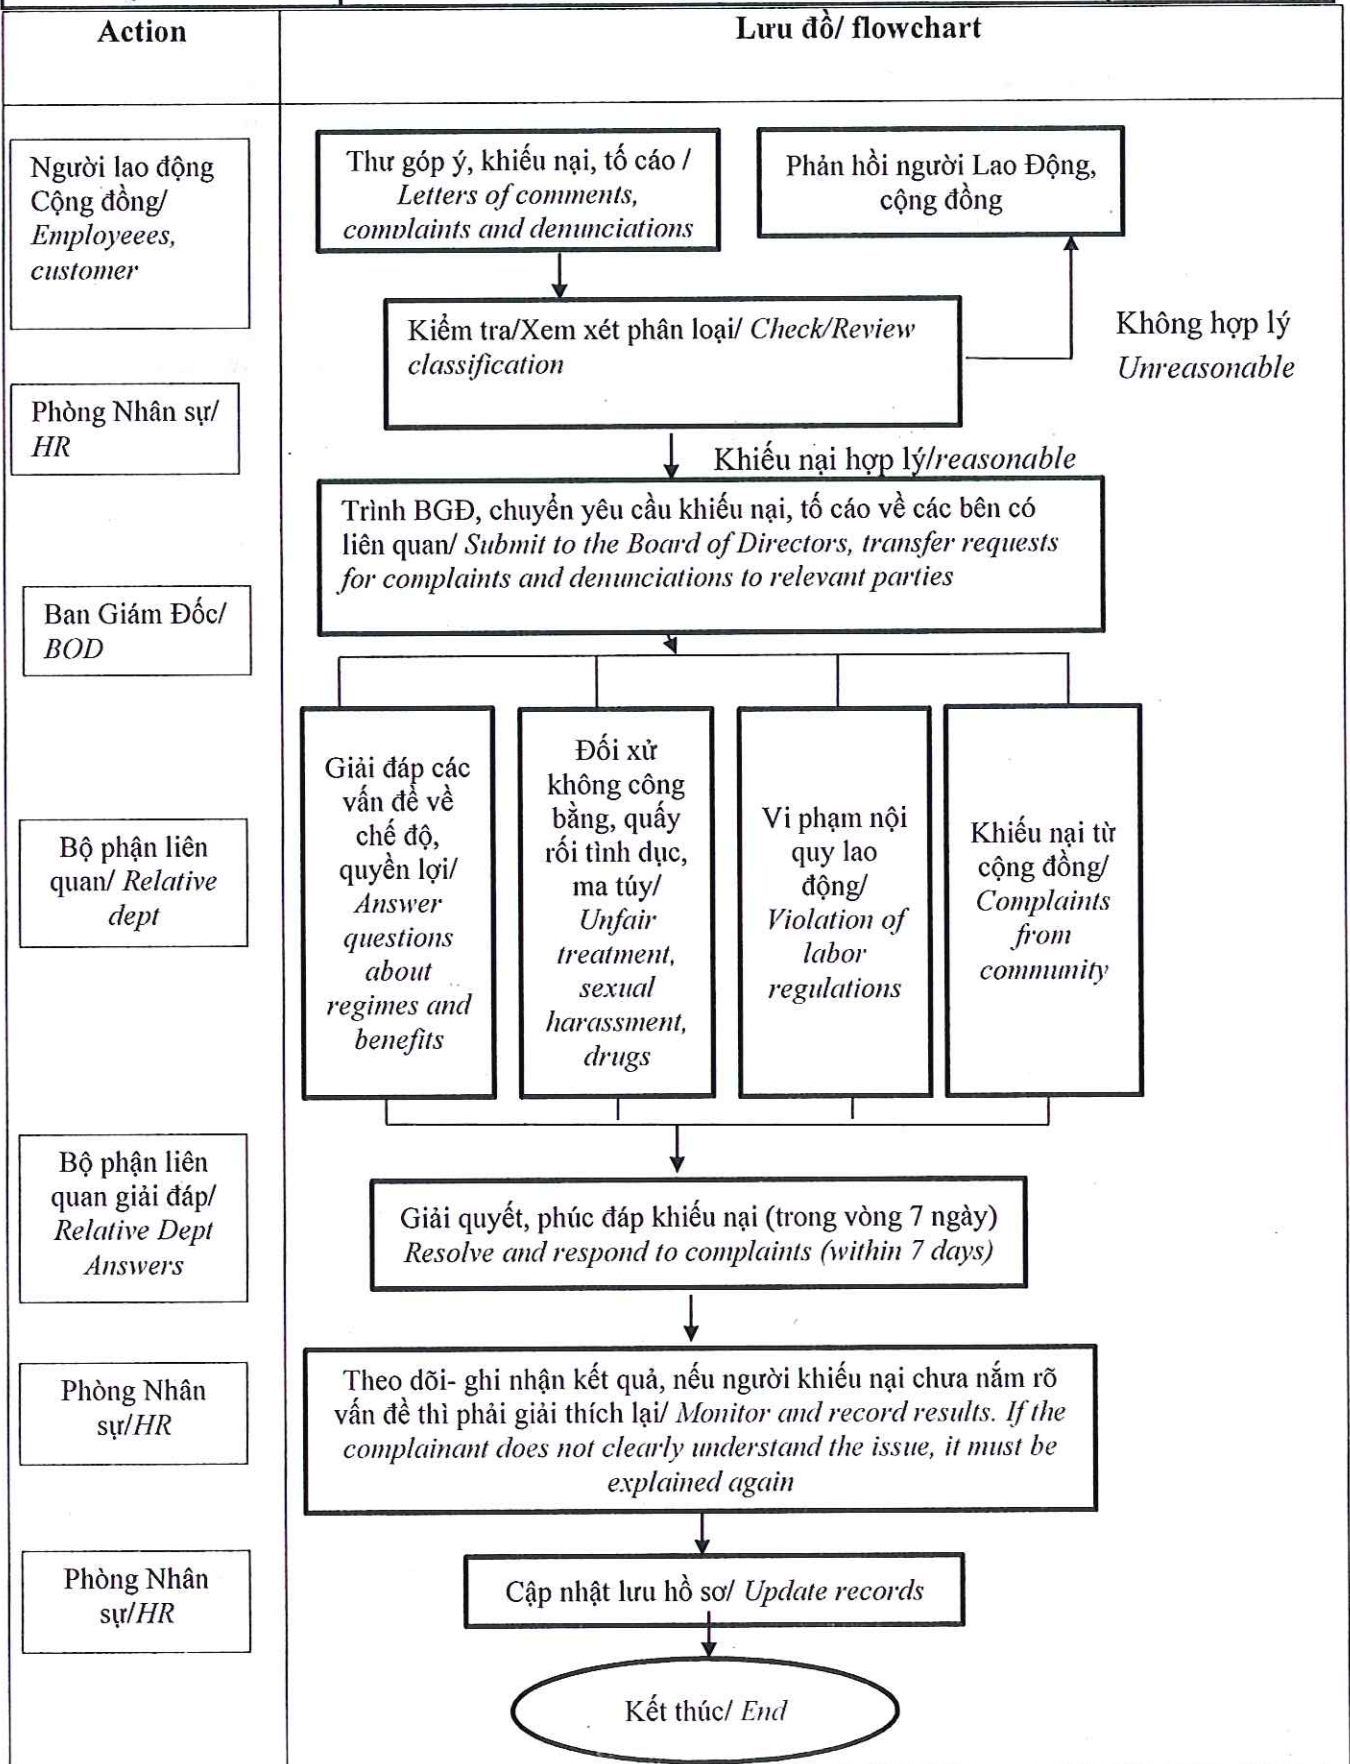 Action
Lưu đồ/ flowchart
Người lao động
Cộng đồng/
Employeees,
customer
Thư góp ý, khiếu nại, tố cáo /
Letters of comments,
complaints and denunciations
Phản hồi người Lao Động,
cộng đồng
Kiểm tra/Xem xét phân loại/ Check/Review
classification
Không hợp lý
Unreasonable
Phòng Nhân sự/
HR
Khiếu nại hợp lý/reasonable
Trình BGĐ, chuyển yêu cầu khiếu nại, tố cáo về các bên có
liên quan/ Submit to the Board of Directors, transfer requests
for complaints and denunciations to relevant parties
Ban Giám Đốc/
BOD
Bộ phận liên
quan/ Relative
dept
Giải đáp các
vấn đề về
chế độ,
quyền lợi/
Answer
questions
about
regimes and
benefits
Đối xử
không công
bằng, quấy
rối tình dục,
ma túy/
Unfair
treatment,
sexual
harassment,
drugs
Vi phạm nội
quy lao
động/
Violation of
labor
regulations
Khiếu nại từ
cộng đồng/
Complaints
from
community
Bộ phận liên
quan giải đáp/
Relative Dept
Answers
Giải quyết, phúc đáp khiếu nại (trong vòng 7 ngày)
Resolve and respond to complaints (within 7 days)
Phòng Nhân
sự/HR
Theo dõi- ghi nhận kết quả, nếu người khiếu nại chưa nắm rõ
vấn đề thì phải giải thích lại/ Monitor and record results. If the
complainant does not clearly understand the issue, it must be
explained again
Phòng Nhân
sự/HR
Cập nhật lưu hồ sơ/ Update records
Kết thúc/ End